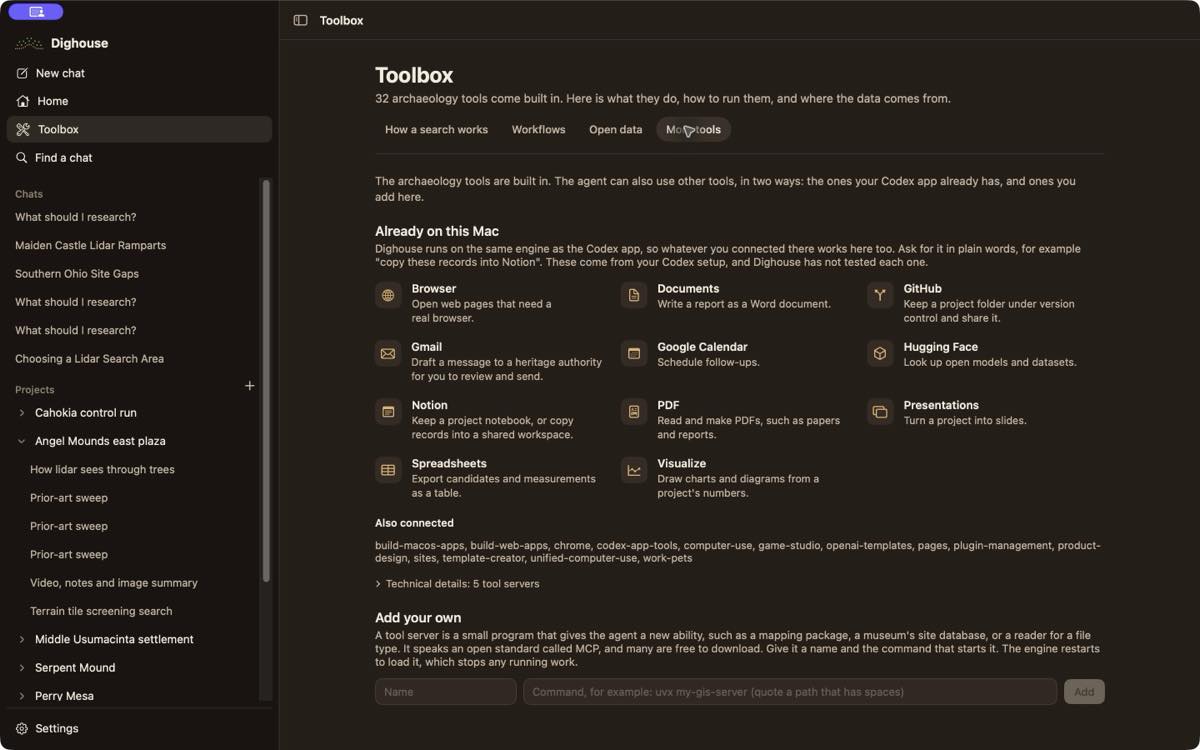 Dighouse
New chat
Home
Toolbox
Find a chat
Chats
What should I research?
Maiden Castle Lidar Ramparts
Southern Ohio Site Gaps
What should I research?
What should I research?
Choosing a Lidar Search Area
Projects
Cahokia control run
Angel Mounds east plaza
How lidar sees through trees
Prior-art sweep
Prior-art sweep
Prior-art sweep
Video, notes and image summary
Terrain tile screening search
Middle Usumacinta settlement
Serpent Mound
Perry Mesa
Settings
Toolbox
Toolbox
32 archaeology tools come built in. Here is what they do, how to run them, and where the data comes from.
How a search works
Workflows
Open data
tools
The archaeology tools are built in. The agent can also use other tools, in two ways: the ones your Codex app already has, and ones you
add here.
Already on this Mac
Dighouse runs on the same engine as the Codex app, so whatever you connected there works here too. Ask for it in plain words, for example
"copy these records into Notion". These come from your Codex setup, and Dighouse has not tested each one.
Browser
Open web pages that need a
real browser.
Documents
Write a report as a Word document.
GitHub
Keep a project folder under version
control and share it.
Gmail
Draft a message to a heritage authority
for you to review and send.
Google Calendar
Schedule follow-ups.
Hugging Face
Look up open models and datasets.
Notion
Keep a project notebook, or copy
records into a shared workspace.
PDF
Read and make PDFs, such as papers
and reports.
Presentations
Turn a project into slides.
Spreadsheets
Export candidates and measurements
as a table.
Visualize
Draw charts and diagrams from a
project's numbers.
Also connected
build-macos-apps, build-web-apps, chrome, codex-app-tools, computer-use, game-studio, openai-templates, pages, plugin-management, product-
design, sites, template-creator, unified-computer-use, work-pets
Technical details: 5 tool servers
Add your own
A tool server is a small program that gives the agent a new ability, such as a mapping package, a museum's site database, or a reader for a file
type. It speaks an open standard called MCP, and many are free to download. Give it a name and the command that starts it. The engine restarts
to load it, which stops any running work.
Name
Command, for example: uvx my-gis-server (quote a path that has spaces)
Add